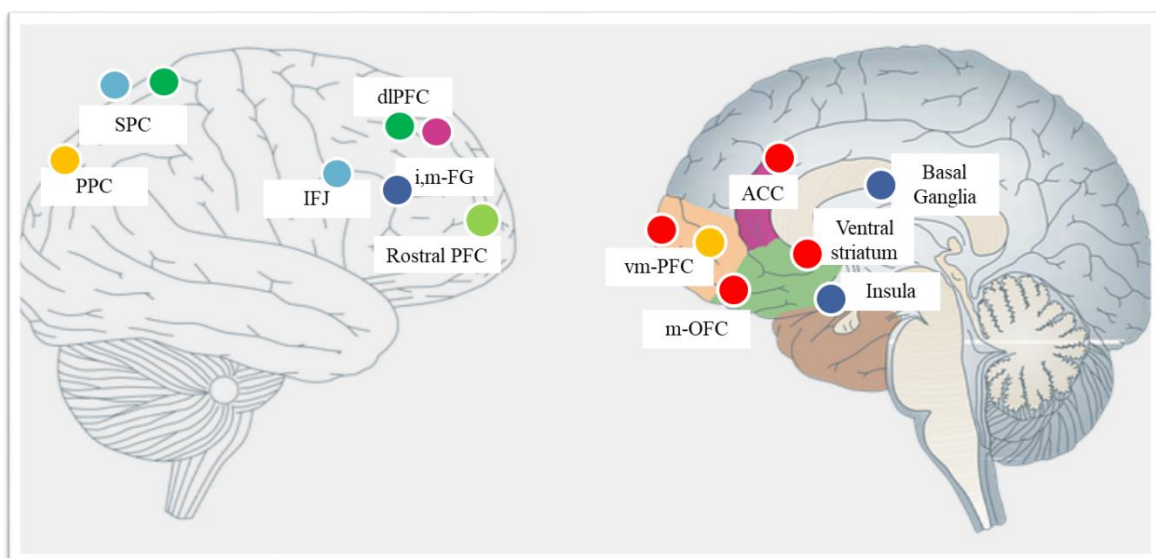 SPC
PPC
dlPFC
i,m-FG
IFJ
Rostral PFC
ACC
Basal
Ganglia
Ventral
striatum
vm-PFC
Insula
m-OFC